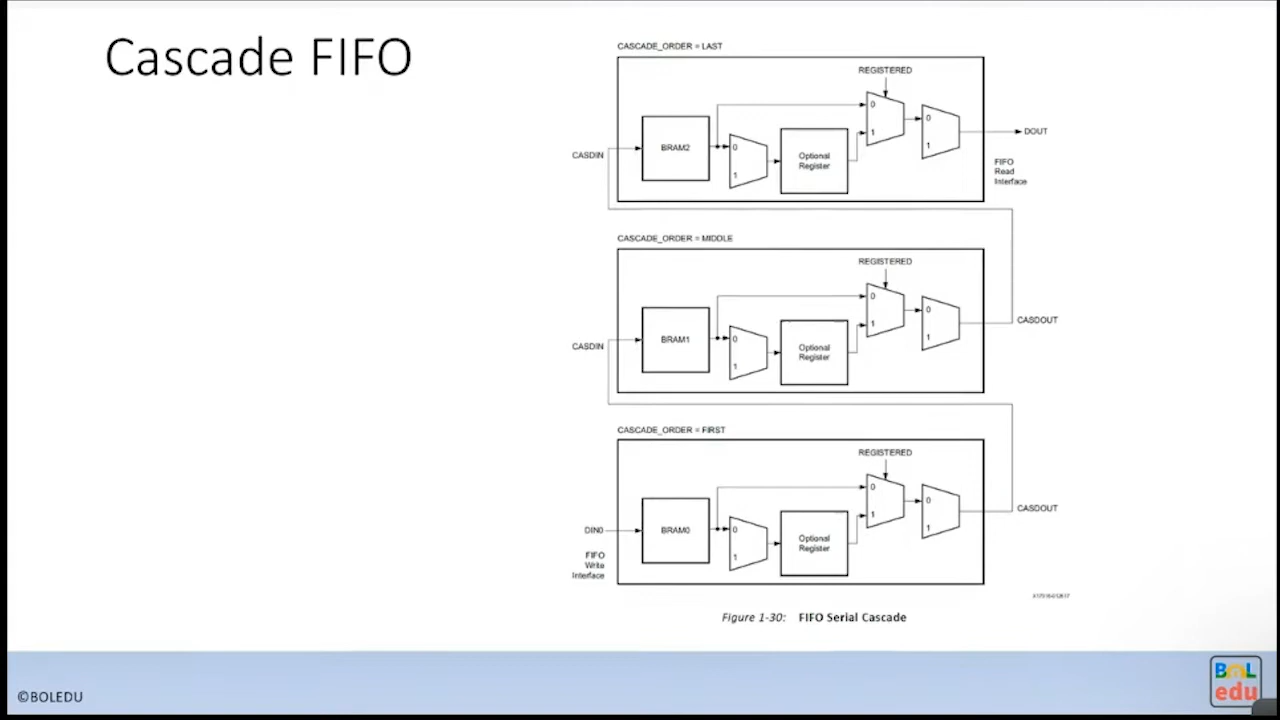 Cascade FIFO
CASCADE_ORDER = LAST
REGISTERED
0
1
0
1
DOUT
BRAM2
0
1
Optional
Register
CASDIN
FIFO
Read
Interface
CASCADE_ORDER = MIDDLE
REGISTERED
0
1
0
1
CASDOUT
BRAM1
0
1
Optional
Register
CASDIN
CASCADE_ORDER = FIRST
REGISTERED
0
1
0
1
CASDOUT
DIN0
BRAM0
0
1
Optional
Register
FIFO
Write
Interface
Figure 1-30: FIFO Serial Cascade
©BOLEDU
BOL
edu